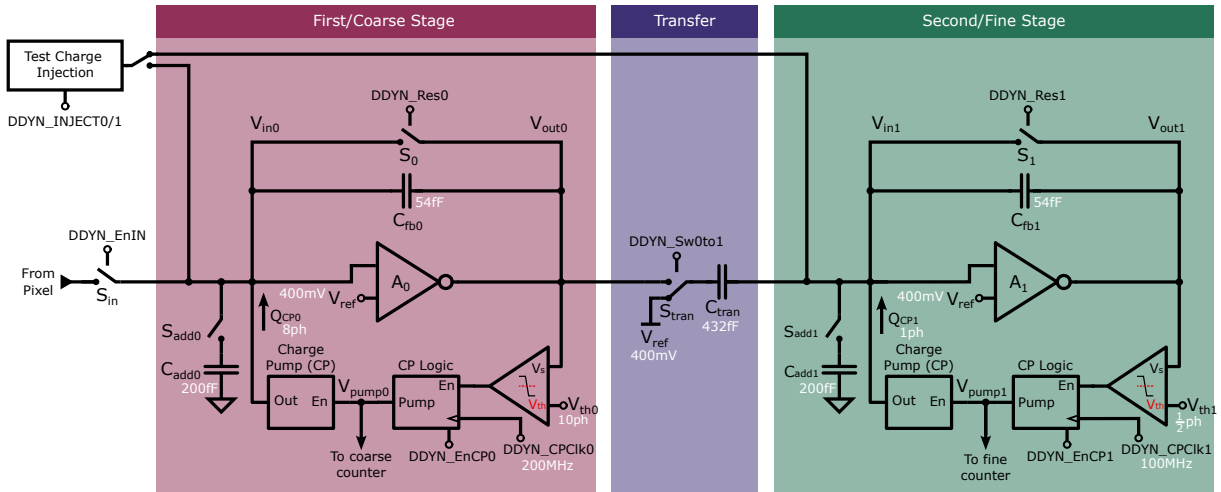 First/Coarse Stage
Transfer
Second/Fine Stage
Test Charge
Injection
DDYN_INJECT0/1
DDYN_Res0
DDYN_Res1
Vin0
Vout0
Vin1
Vout1
S0
S1
54fF
54fF
Cfb0
Cfb1
DDYN_EnIN
DDYN_Sw0to1
From
Pixel
Sin
A0
A1
400mV
Vref
400mV
Vref
Stran
Ctran
432fF
Vref
400mV
QCP0
8ph
QCP1
1ph
Sadd0
Sadd1
Cadd0
200fF
Cadd1
200fF
Charge
Pump (CP)
Out
En
Vpump0
CP Logic
En
Pump
Vs
Vth
Vth0
10ph
Charge
Pump (CP)
Out
En
Vpump1
CP Logic
En
Pump
Vs
Vth
Vth1
1/2 ph
To coarse
counter
DDYN_EnCP0
DDYN_CPClk0
200MHz
To fine
counter
DDYN_EnCP1
DDYN_CPClk1
100MHz